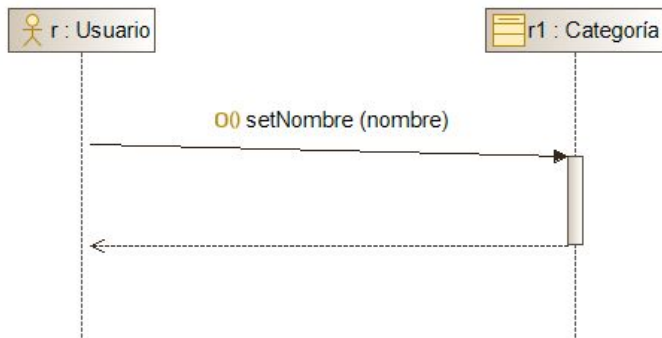 r : Usuario
r1 : Categoría
O() setNombre (nombre)